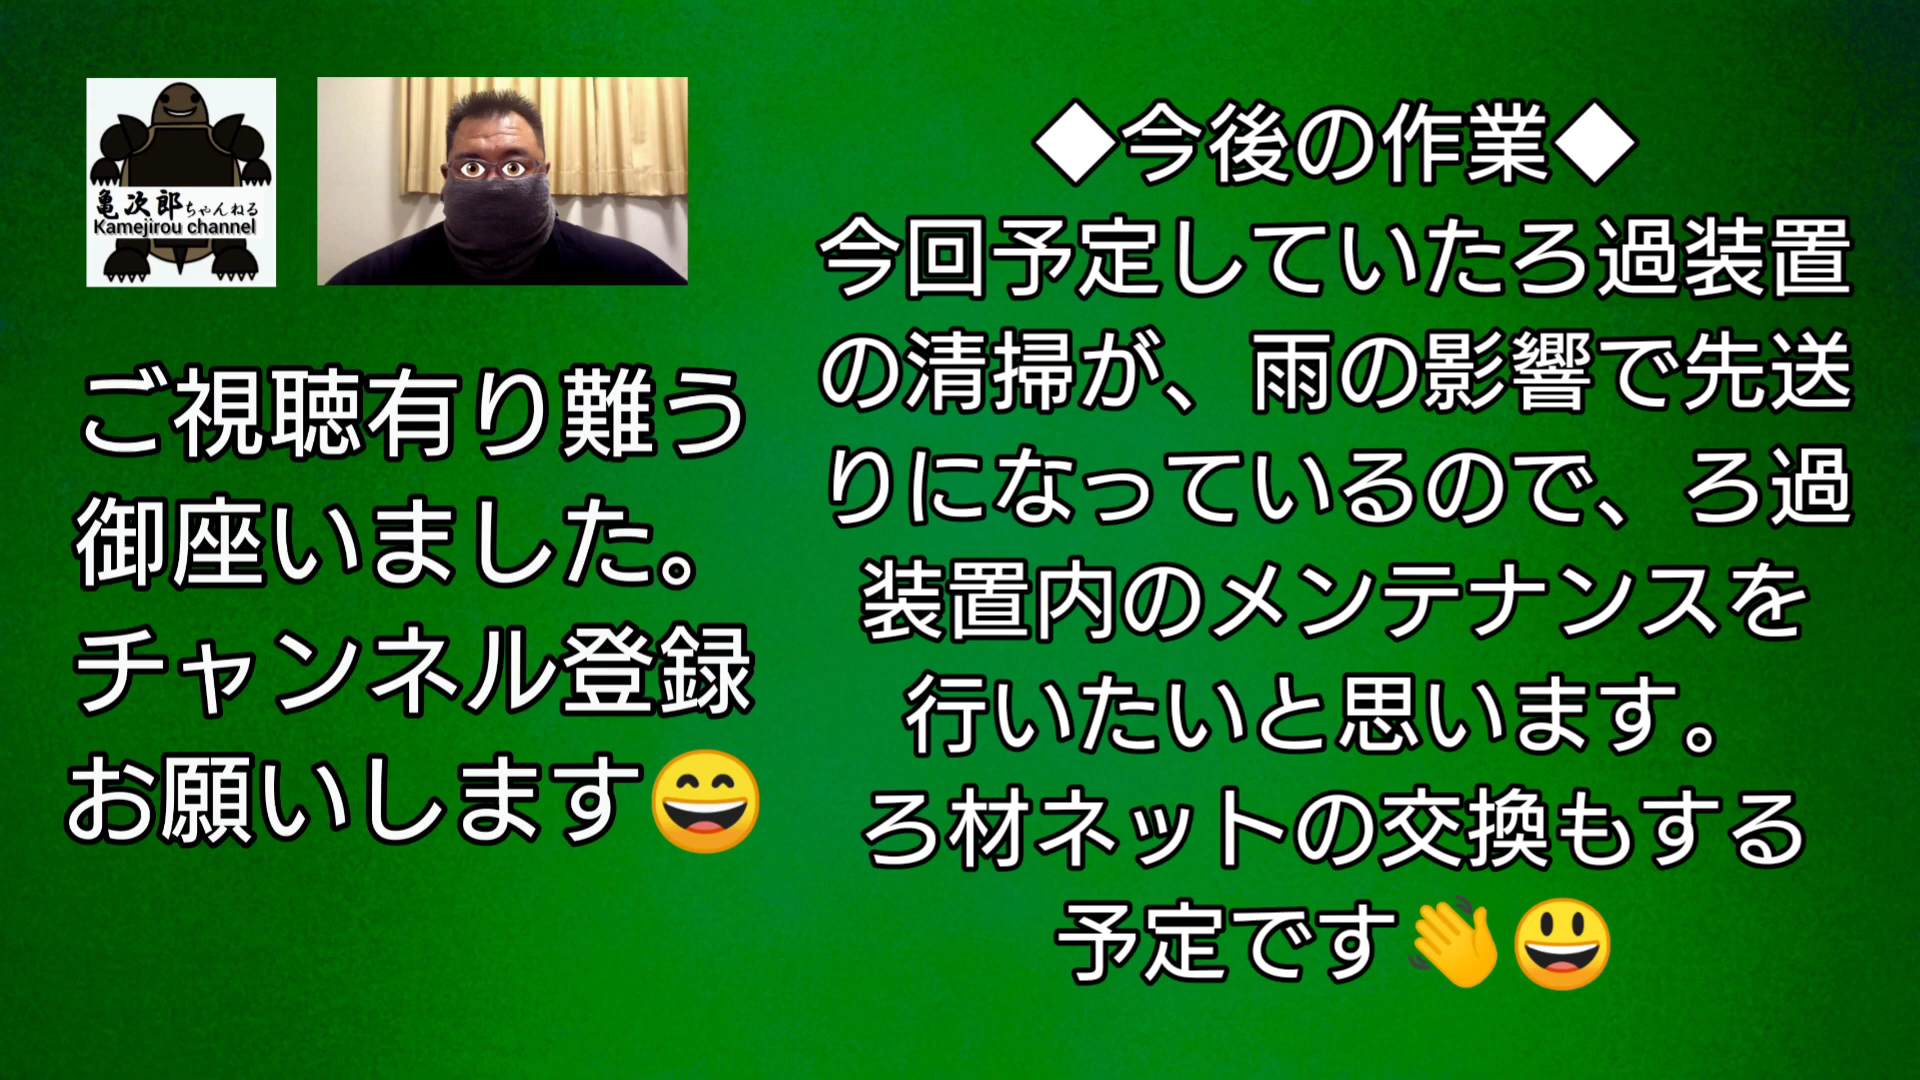 亀次郎ちゃんねる
Kamejirou channel
ご視聴有り難う
御座いました。
チャンネル登録
お願いします😄
◆今後の作業◆
今回予定していたろ過装置
の清掃が、雨の影響で先送
りになっているので、ろ過
装置内のメンテナンスを
行いたいと思います。
ろ材ネットの交換もする
予定です👋😃